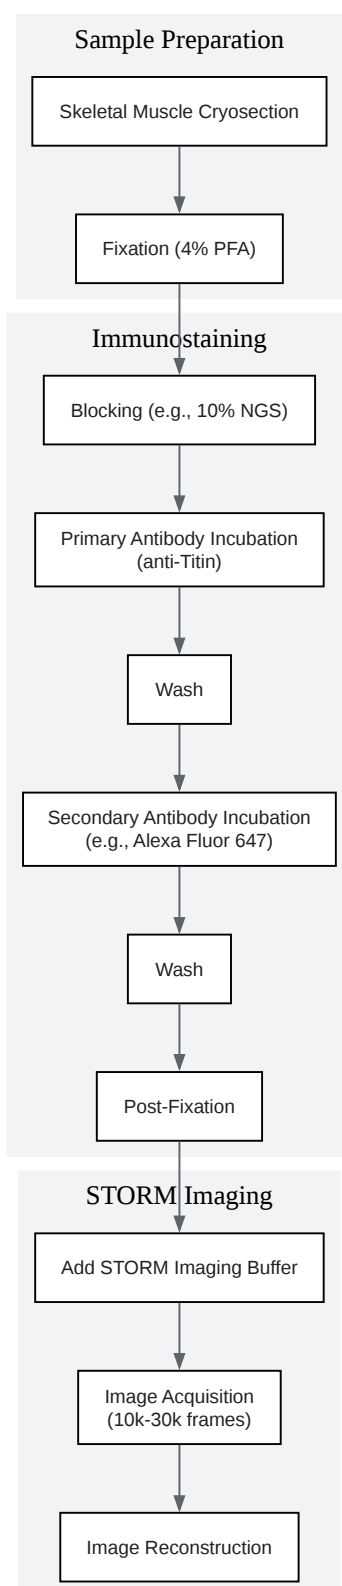 Sample Preparation
Skeletal Muscle Cryosection
Fixation (4% PFA)
Immunostaining
Blocking (e.g., 10% NGS)
Primary Antibody Incubation
(anti-Titin)
Wash
Secondary Antibody Incubation
(e.g., Alexa Fluor 647)
Wash
Post-Fixation
STORM Imaging
Add STORM Imaging Buffer
Image Acquisition
(10k-30k frames)
Image Reconstruction